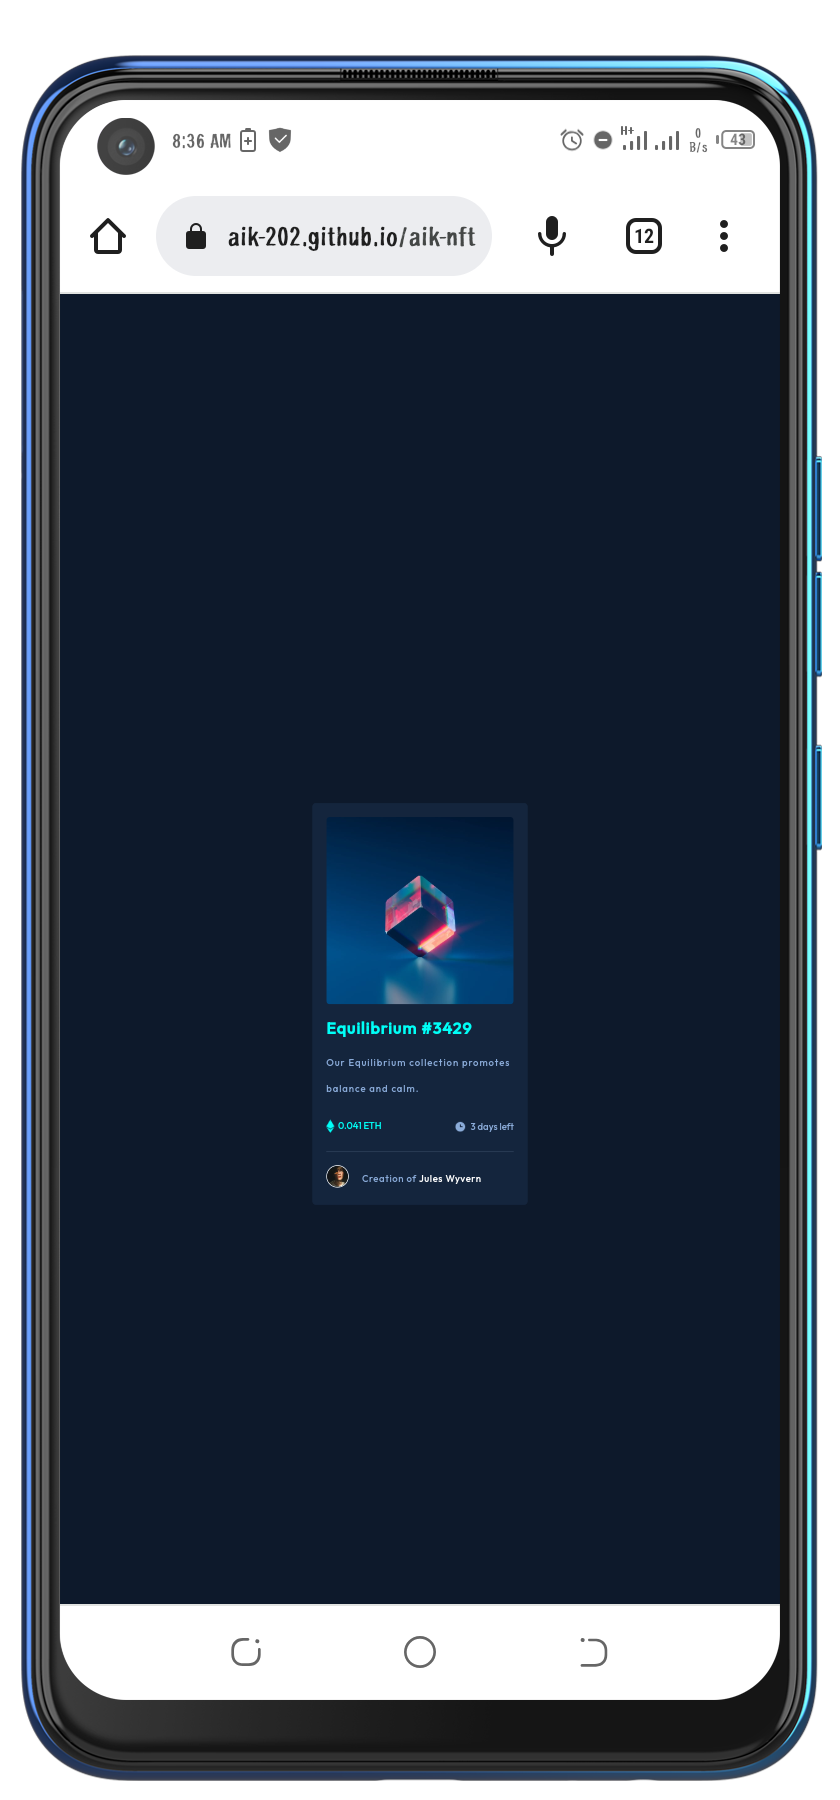 8:36 AM
H+
0
B/s
43
aik-202.github.io/aik-nft
12
Equilibrium #3429
Our Equilibrium collection promotes
balance and calm.
0.041 ETH
3 days left
Creation of Jules Wyvern